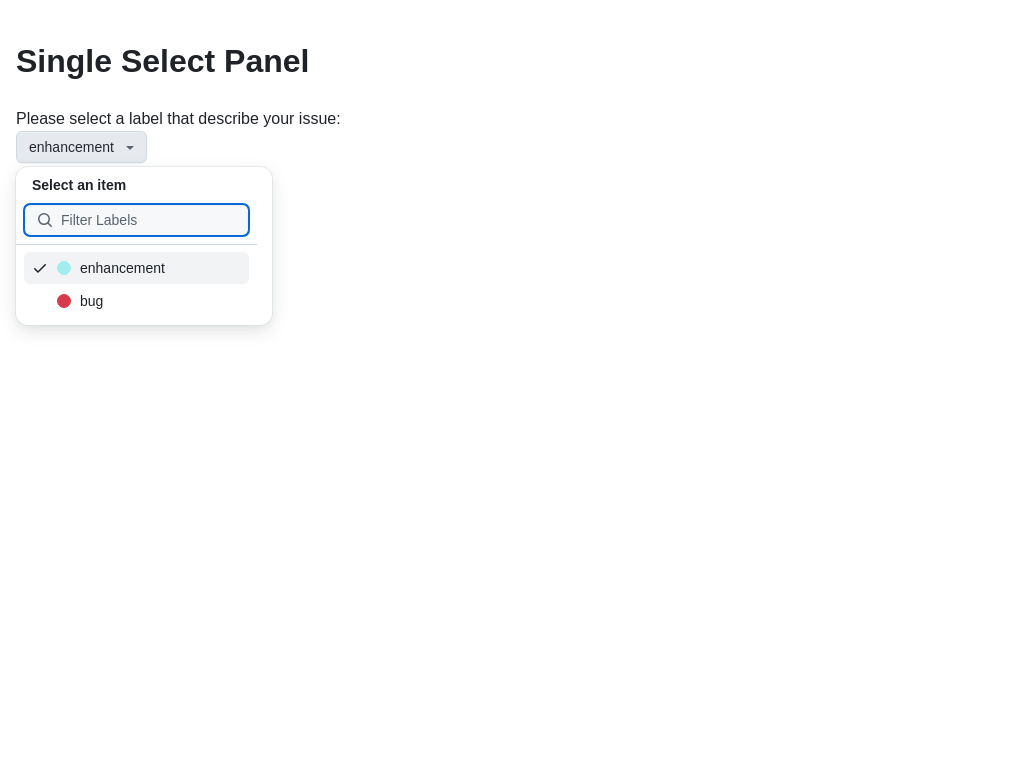 Single Select Panel
Please select a label that describe your issue:
enhancement
Select an item
Filter Labels
enhancement
bug